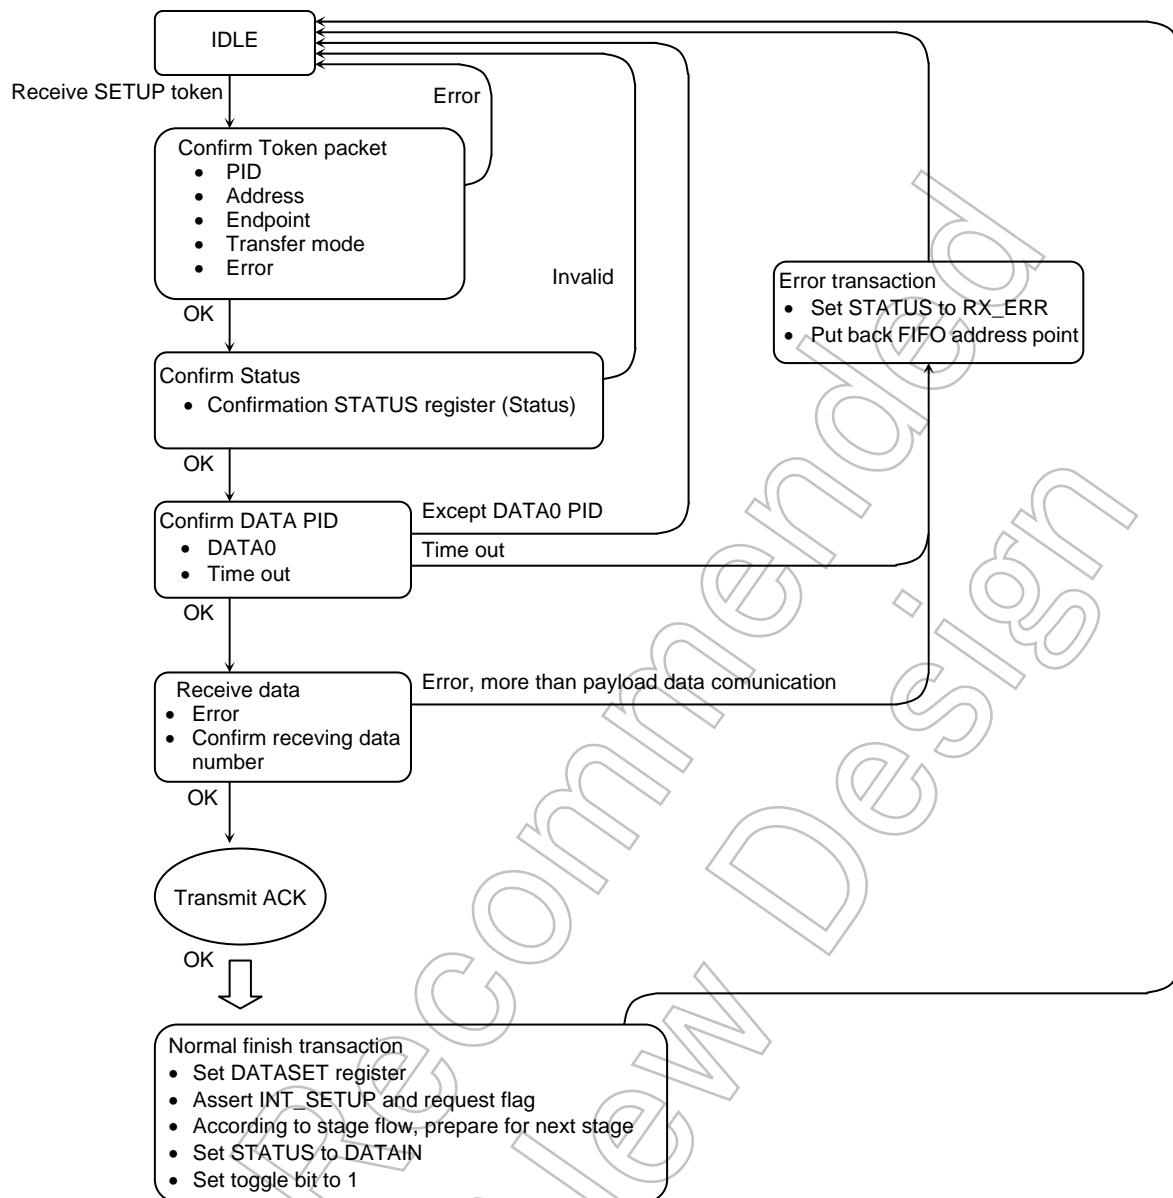 IDLE
Receive SETUP token
Error
Confirm Token packet
• PID
• Address
• Endpoint
• Transfer mode
• Error
Invalid
OK
Error transaction
• Set STATUS to RX_ERR
• Put back FIFO address point
Confirm Status
• Confirmation STATUS register (Status)
OK
Confirm DATA PID
• DATA0
• Time out
Except DATA0 PID
Time out
OK
Receive data
• Error
• Confirm receving data
number
Error, more than payload data comunication
OK
Transmit ACK
OK
Normal finish transaction
• Set DATASET register
• Assert INT_SETUP and request flag
• According to stage flow, prepare for next stage
• Set STATUS to DATAIN
• Set toggle bit to 1
Recommended
ew Design